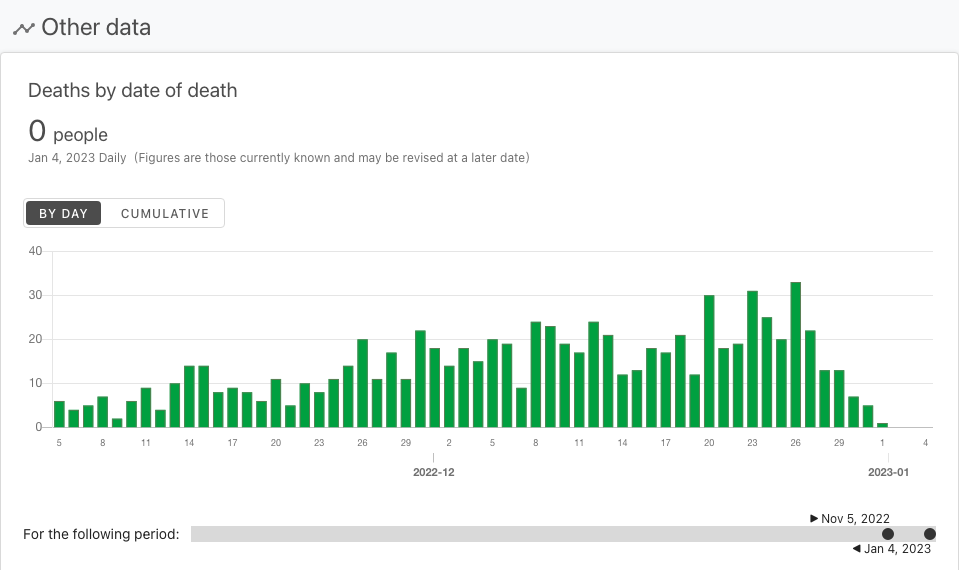 Other data
Deaths by date of death
0 people
Jan 4, 2023 Daily (Figures are those currently known and may be revised at a later date)
BY DAY CUMULATIVE
40
30
20
10
0
5 8 11 14 17 20 23 26 29 2 5 8 11 14 17 20 23 26 29 1 4
2022-12 2023-01
▶ Nov 5, 2022
For the following period:
◀ Jan 4, 2023